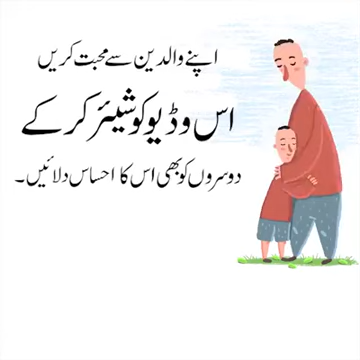 اپنے والدین سے محبت کریں
اس وڈیو کو شیئر کر کے
دوسروں کو بھی اس کا احساس دلائیں۔